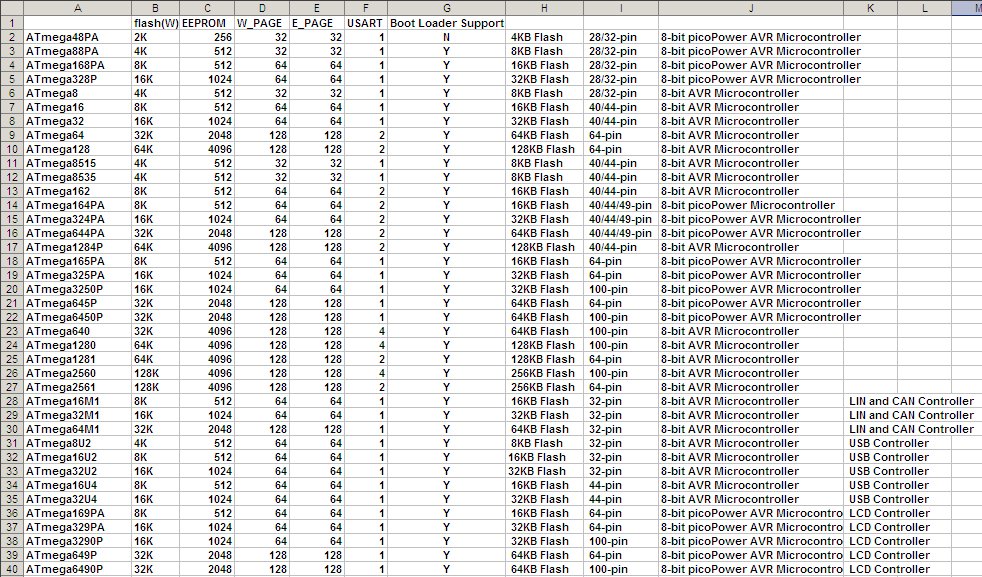 A B C D E F G H I J K L M
1 flash(W) EEPROM W_PAGE E_PAGE USART Boot Loader Support
2 ATmega48PA 2K 256 32 32 1 N 4KB Flash 28/32-pin 8-bit picoPower AVR Microcontroller
3 ATmega88PA 4K 512 32 32 1 Y 8KB Flash 28/32-pin 8-bit picoPower AVR Microcontroller
4 ATmega168PA 8K 512 64 64 1 Y 16KB Flash 28/32-pin 8-bit picoPower AVR Microcontroller
5 ATmega328P 16K 1024 64 64 1 Y 32KB Flash 28/32-pin 8-bit picoPower AVR Microcontroller
6 ATmega8 4K 512 32 32 1 Y 8KB Flash 28/32-pin 8-bit AVR Microcontroller
7 ATmega16 8K 512 64 64 1 Y 16KB Flash 40/44-pin 8-bit AVR Microcontroller
8 ATmega32 16K 1024 64 64 1 Y 32KB Flash 40/44-pin 8-bit AVR Microcontroller
9 ATmega64 32K 2048 128 128 2 Y 64KB Flash 64-pin 8-bit AVR Microcontroller
10 ATmega128 64K 4096 128 128 2 Y 128KB Flash 64-pin 8-bit AVR Microcontroller
11 ATmega8515 4K 512 32 32 1 Y 8KB Flash 40/44-pin 8-bit AVR Microcontroller
12 ATmega8535 4K 512 32 32 1 Y 8KB Flash 40/44-pin 8-bit AVR Microcontroller
13 ATmega162 8K 512 64 64 2 Y 16KB Flash 40/44-pin 8-bit AVR Microcontroller
14 ATmega164PA 8K 512 64 64 2 Y 16KB Flash 40/44/49-pin 8-bit picoPower Microcontroller
15 ATmega324PA 16K 1024 64 64 2 Y 32KB Flash 40/44/49-pin 8-bit picoPower AVR Microcontroller
16 ATmega644PA 32K 2048 128 128 2 Y 64KB Flash 40/44/49-pin 8-bit picoPower AVR Microcontroller
17 ATmega1284P 64K 4096 128 128 2 Y 128KB Flash 40/44-pin 8-bit AVR Microcontroller
18 ATmega165PA 8K 512 64 64 1 Y 16KB Flash 64-pin 8-bit picoPower AVR Microcontroller
19 ATmega325PA 16K 1024 64 64 1 Y 32KB Flash 64-pin 8-bit picoPower AVR Microcontroller
20 ATmega3250P 16K 1024 64 64 1 Y 32KB Flash 100-pin 8-bit picoPower AVR Microcontroller
21 ATmega645P 32K 2048 128 128 1 Y 64KB Flash 64-pin 8-bit picoPower AVR Microcontroller
22 ATmega6450P 32K 2048 128 128 1 Y 64KB Flash 100-pin 8-bit picoPower AVR Microcontroller
23 ATmega640 32K 4096 128 128 4 Y 64KB Flash 100-pin 8-bit AVR Microcontroller
24 ATmega1280 64K 4096 128 128 4 Y 128KB Flash 100-pin 8-bit AVR Microcontroller
25 ATmega1281 64K 4096 128 128 2 Y 128KB Flash 64-pin 8-bit AVR Microcontroller
26 ATmega2560 128K 4096 128 128 4 Y 256KB Flash 100-pin 8-bit AVR Microcontroller
27 ATmega2561 128K 4096 128 128 2 Y 256KB Flash 64-pin 8-bit AVR Microcontroller
28 ATmega16M1 8K 512 64 64 1 Y 16KB Flash 32-pin 8-bit AVR Microcontroller LIN and CAN Controller
29 ATmega32M1 16K 1024 64 64 1 Y 32KB Flash 32-pin 8-bit AVR Microcontroller LIN and CAN Controller
30 ATmega64M1 32K 2048 128 128 1 Y 64KB Flash 32-pin 8-bit AVR Microcontroller LIN and CAN Controller
31 ATmega8U2 4K 512 64 64 1 Y 8KB Flash 32-pin 8-bit AVR Microcontroller USB Controller
32 ATmega16U2 8K 512 64 64 1 Y 16KB Flash 32-pin 8-bit AVR Microcontroller USB Controller
33 ATmega32U2 16K 1024 64 64 1 Y 32KB Flash 32-pin 8-bit AVR Microcontroller USB Controller
34 ATmega16U4 8K 512 64 64 1 Y 16KB Flash 44-pin 8-bit AVR Microcontroller USB Controller
35 ATmega32U4 16K 1024 64 64 1 Y 32KB Flash 44-pin 8-bit AVR Microcontroller USB Controller
36 ATmega169PA 8K 512 64 64 1 Y 16KB Flash 64-pin 8-bit picoPower AVR Microcontro LCD Controller
37 ATmega329PA 16K 1024 64 64 1 Y 32KB Flash 64-pin 8-bit picoPower AVR Microcontro LCD Controller
38 ATmega3290P 16K 1024 64 64 1 Y 32KB Flash 100-pin 8-bit picoPower AVR Microcontro LCD Controller
39 ATmega649P 32K 2048 128 128 1 Y 64KB Flash 64-pin 8-bit picoPower AVR Microcontro LCD Controller
40 ATmega6490P 32K 2048 128 128 1 Y 64KB Flash 100-pin 8-bit picoPower AVR Microcontro LCD Controller